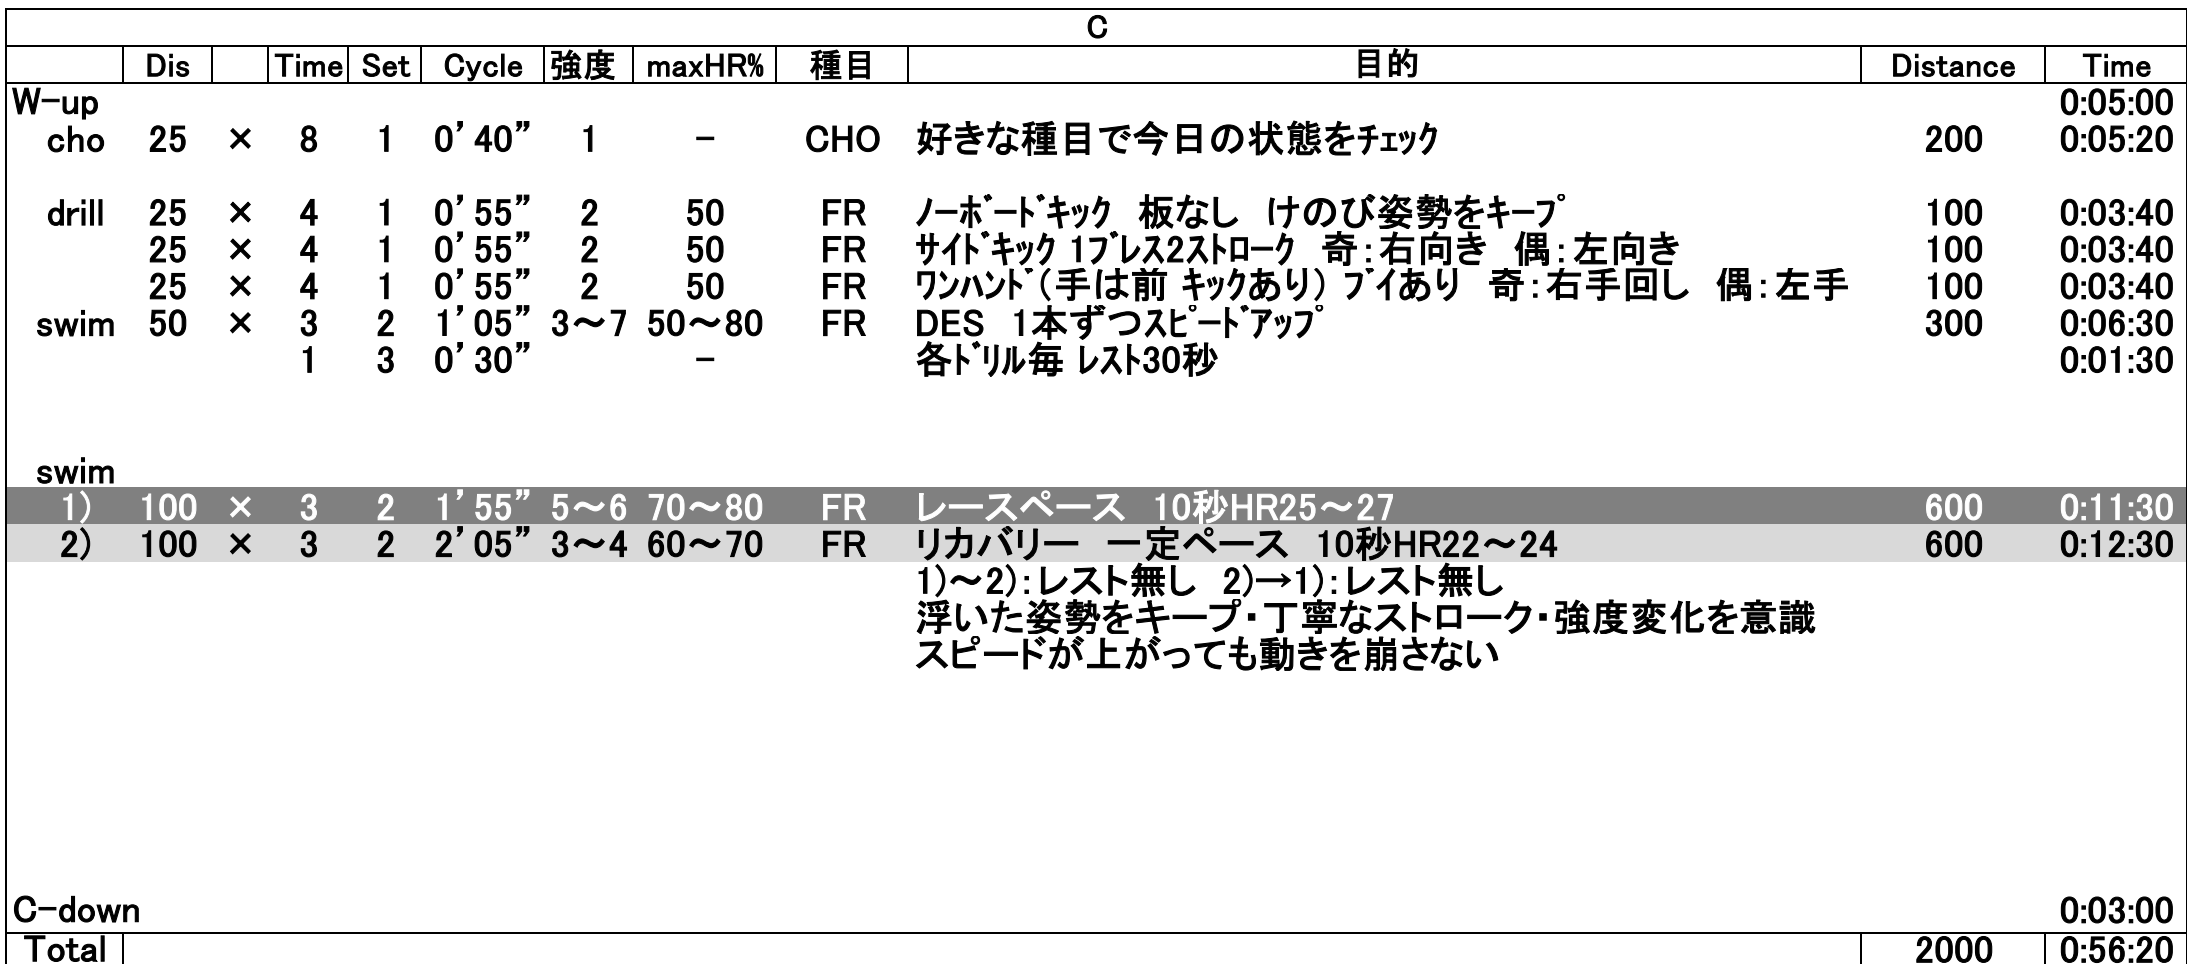 C
Dis Time Set Cycle 強度 maxHR% 種目 目的 Distance Time
W-up 0:05:00
cho 25 × 8 1 0’40” 1 - CHO 好きな種目で今日の状態をﾁｪｯｸ 200 0:05:20
drill 25 × 4 1 0’55” 2 50 FR ﾉｰﾎﾞｰﾄﾞｷｯｸ 板なし けのび姿勢をｷｰﾌﾟ 100 0:03:40
25 × 4 1 0’55” 2 50 FR ｻｲﾄﾞｷｯｸ 1ﾌﾞﾚｽ2ｽﾄﾛｰｸ 奇：右向き 偶：左向き 100 0:03:40
25 × 4 1 0’55” 2 50 FR ﾜﾝﾊﾝﾄﾞ（手は前 ｷｯｸあり）ﾌﾞｲあり 奇：右手回し 偶：左手 100 0:03:40
swim 50 × 3 2 1’05” 3～7 50～80 FR DES 1本ずつｽﾋﾟｰﾄﾞｱｯﾌﾟ 300 0:06:30
1 3 0’30” - 各ﾄﾞﾘﾙ毎 ﾚｽﾄ30秒 0:01:30
swim
1) 100 × 3 2 1’55” 5～6 70～80 FR レースペース 10秒HR25～27 600 0:11:30
2) 100 × 3 2 2’05” 3～4 60～70 FR リカバリー 一定ペース 10秒HR22～24 600 0:12:30
1)～2)：レスト無し 2)→1)：レスト無し
浮いた姿勢をキープ・丁寧なストローク・強度変化を意識
スピードが上がっても動きを崩さない
C-down 0:03:00
Total 2000 0:56:20